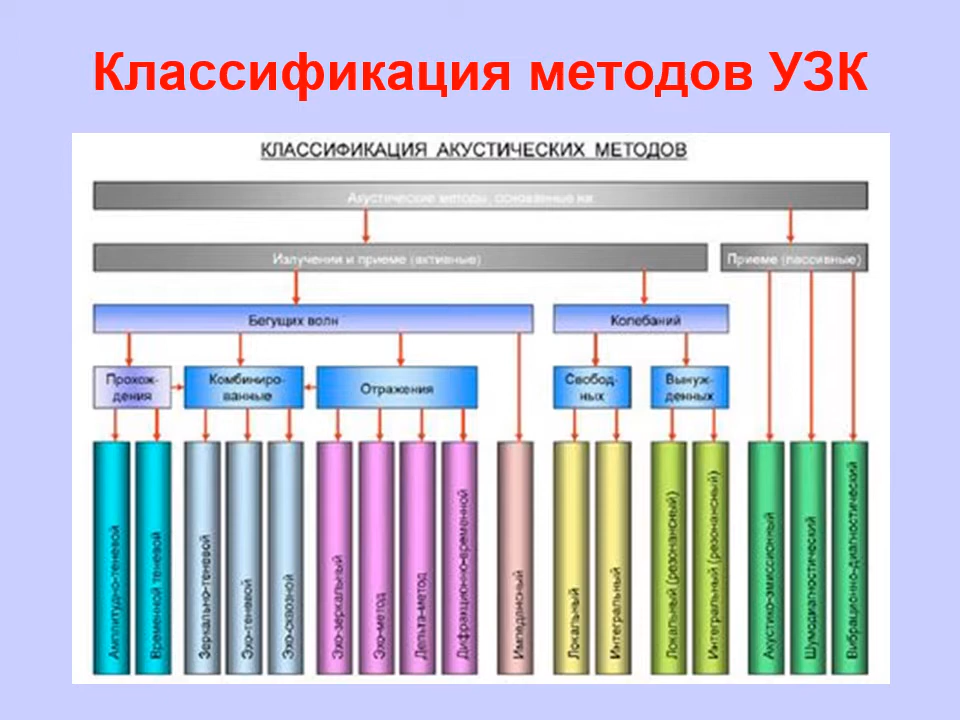 Классификация методов УЗК
КЛАССИФИКАЦИЯ АКУСТИЧЕСКИХ МЕТОДОВ
Акустические методы, основанные на
Излучении и приеме (активные)
Приеме (пассивные)
Бегущих волн
Колебаний
Прохож-
дения
Комбиниро-
ванные
Отражения
Свобод-
ных
Вынуж-
денных
Амплитудно-теневой
Временной теневой
Зеркально-теневой
Эхо-теневой
Эхо-сквозной
Эхо-зеркальный
Эхо-метод
Дельта-метод
Дифракционно-временной
Импедансный
Локальный
Интегральный
Локальный (резонансный)
Интегральный (резонансный)
Акустико-эмиссионный
Шумодиагностический
Вибрационно-диагностический